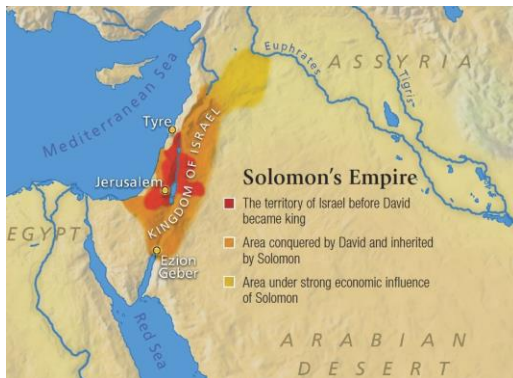 Mediterranean Sea
Euphrates
ASSYRIA
Tigris
Tyre
KINGDOM OF ISRAEL
Jerusalem
EGYPT
Ezion
Geber
Red Sea
Solomon's Empire
The territory of Israel before David
became king
Area conquered by David and inherited
by Solomon
Area under strong economic influence
of Solomon
ARABIAN
DESERT